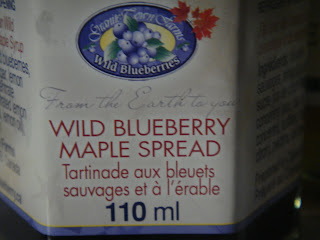 Wild Blueberries
From the Earth to you
WILD BLUEBERRY
MAPLE SPREAD
Tartinade aux bleuets
sauvages et à l'érable
110 ml